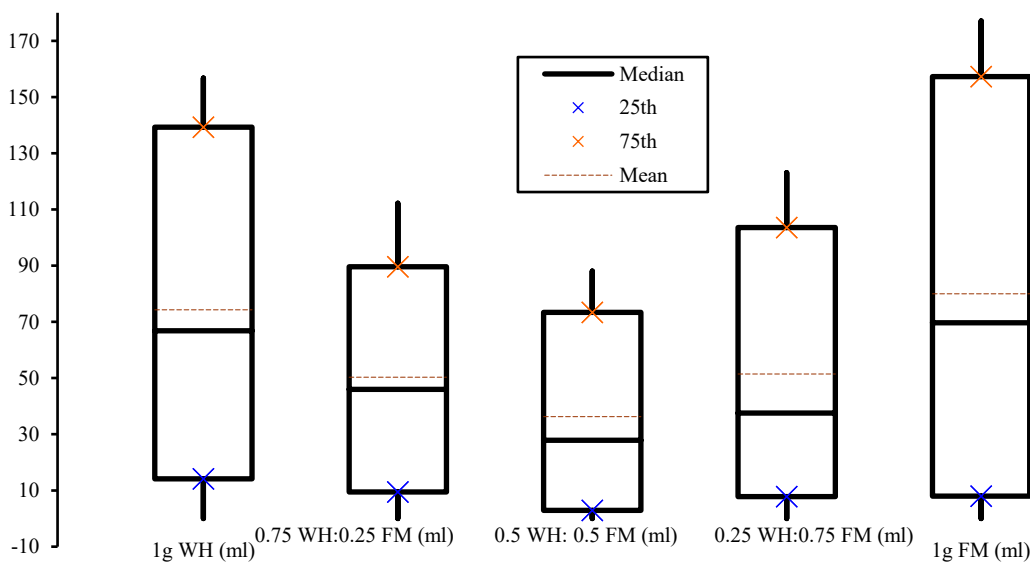 170
150
130
110
90
70
50
30
10
-10
Median
25th
75th
Mean
1g WH (ml)
0.75 WH:0.25 FM (ml)
0.5 WH: 0.5 FM (ml)
0.25 WH:0.75 FM (ml)
1g FM (ml)